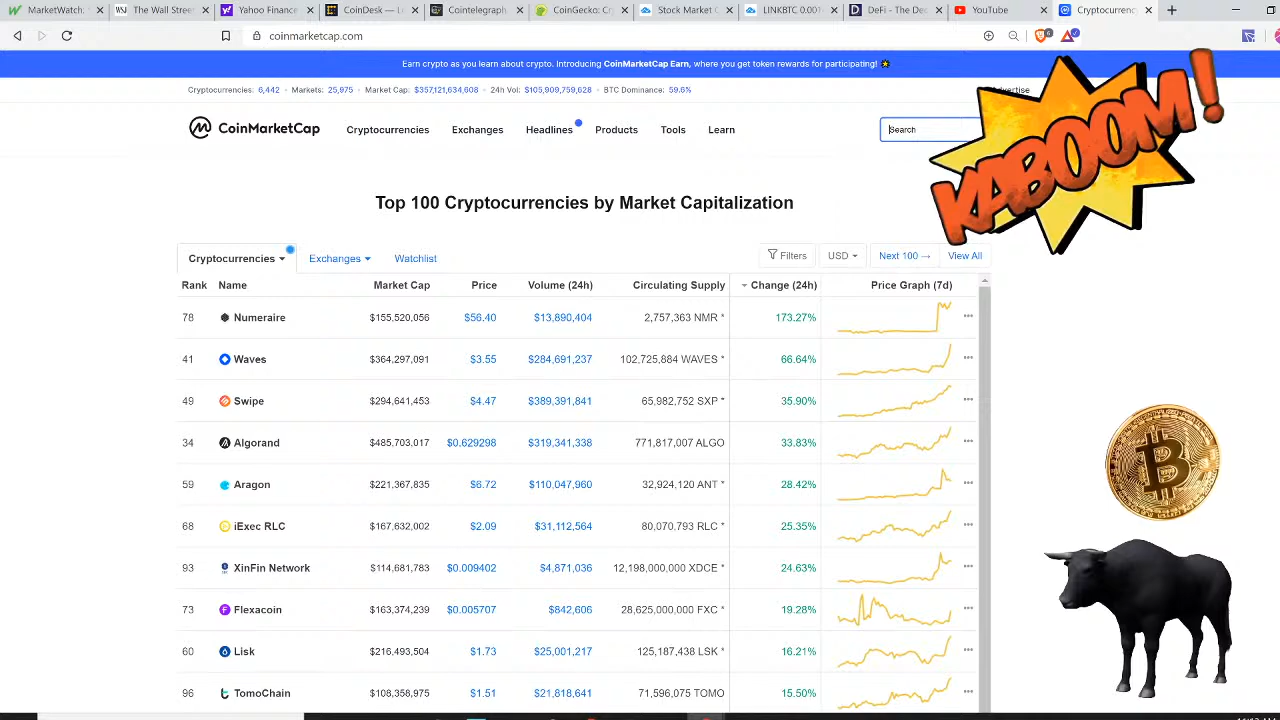 MarketWatch: The Wall Street Yahoo Finance CoinDesk — L Cointelegraph CoinGecko: C Stock Market C LINKBTC 0.00 DeFi - The Dec YouTube Cryptocurrenc
coinmarketcap.com
Earn crypto as you learn about crypto. Introducing CoinMarketCap Earn, where you get token rewards for participating!
Cryptocurrencies: 6,442 • Markets: 25,975 • Market Cap: $357,121,634,608 • 24h Vol: $105,909,759,628 • BTC Dominance: 59.6% Advertise
CoinMarketCap Cryptocurrencies Exchanges Headlines Products Tools Learn Search
KABOOM!
Top 100 Cryptocurrencies by Market Capitalization
Cryptocurrencies Exchanges Watchlist Filters USD Next 100 → View All
Rank Name Market Cap Price Volume (24h) Circulating Supply Change (24h) Price Graph (7d)
78 Numeraire $155,520,056 $56.40 $13,890,404 2,757,363 NMR * 173.27%
41 Waves $364,297,091 $3.55 $284,691,237 102,725,884 WAVES * 66.64%
49 Swipe $294,641,453 $4.47 $389,391,841 65,982,752 SXP * 35.90%
34 Algorand $485,703,017 $0.629298 $319,341,338 771,817,007 ALGO 33.83%
59 Aragon $221,367,835 $6.72 $110,047,960 32,924,120 ANT * 28.42%
68 iExec RLC $167,632,002 $2.09 $31,112,564 80,070,793 RLC * 25.35%
93 XinFin Network $114,681,783 $0.009402 $4,871,036 12,198,000,000 XDCE * 24.63%
73 Flexacoin $163,374,239 $0.005707 $842,606 28,625,000,000 FXC * 19.28%
60 Lisk $216,493,504 $1.73 $25,001,217 125,187,438 LSK * 16.21%
96 TomoChain $108,358,975 $1.51 $21,818,641 71,596,075 TOMO 15.50%